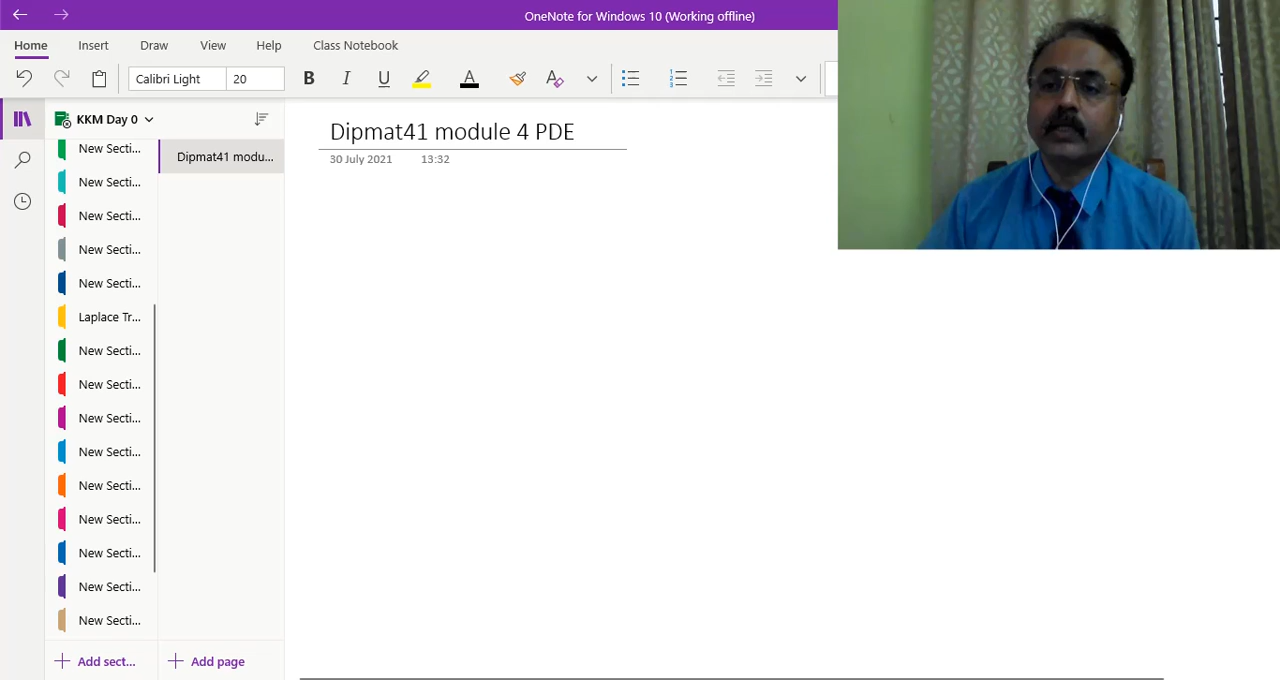 OneNote for Windows 10 (Working offline)
Home Insert Draw View Help Class Notebook
Calibri Light 20 B I U A A
KKM Day 0
New Secti...
New Secti...
New Secti...
New Secti...
New Secti...
Laplace Tr...
New Secti...
New Secti...
New Secti...
New Secti...
New Secti...
New Secti...
New Secti...
New Secti...
New Secti...
Add sect...
Dipmat41 modu...
Add page
Dipmat41 module 4 PDE
30 July 2021 13:32